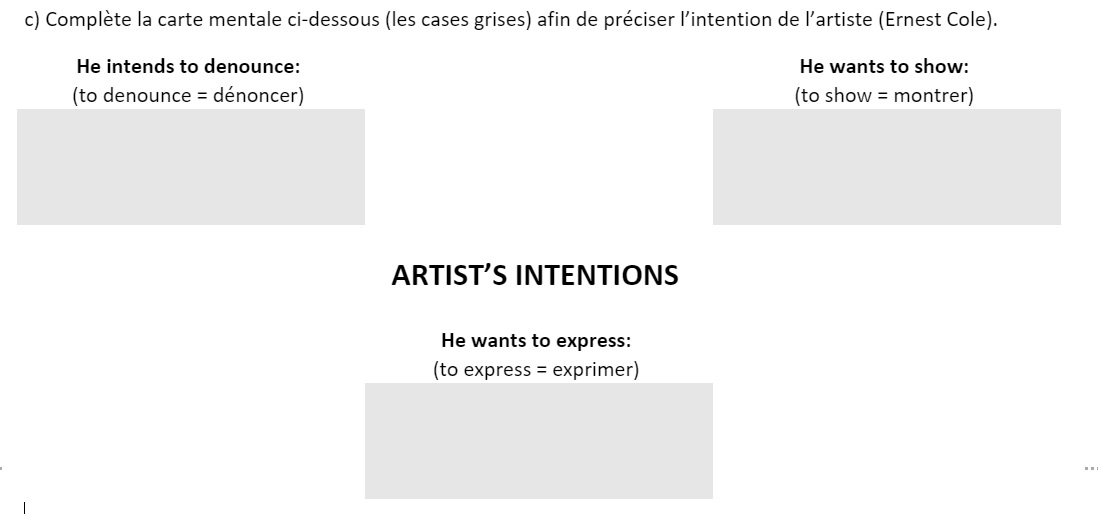 c) Complète la carte mentale ci-dessous (les cases grises) afin de préciser l’intention de l’artiste (Ernest Cole).
He intends to denounce:
(to denounce = dénoncer)
He wants to show:
(to show = montrer)
ARTIST’S INTENTIONS
He wants to express:
(to express = exprimer)